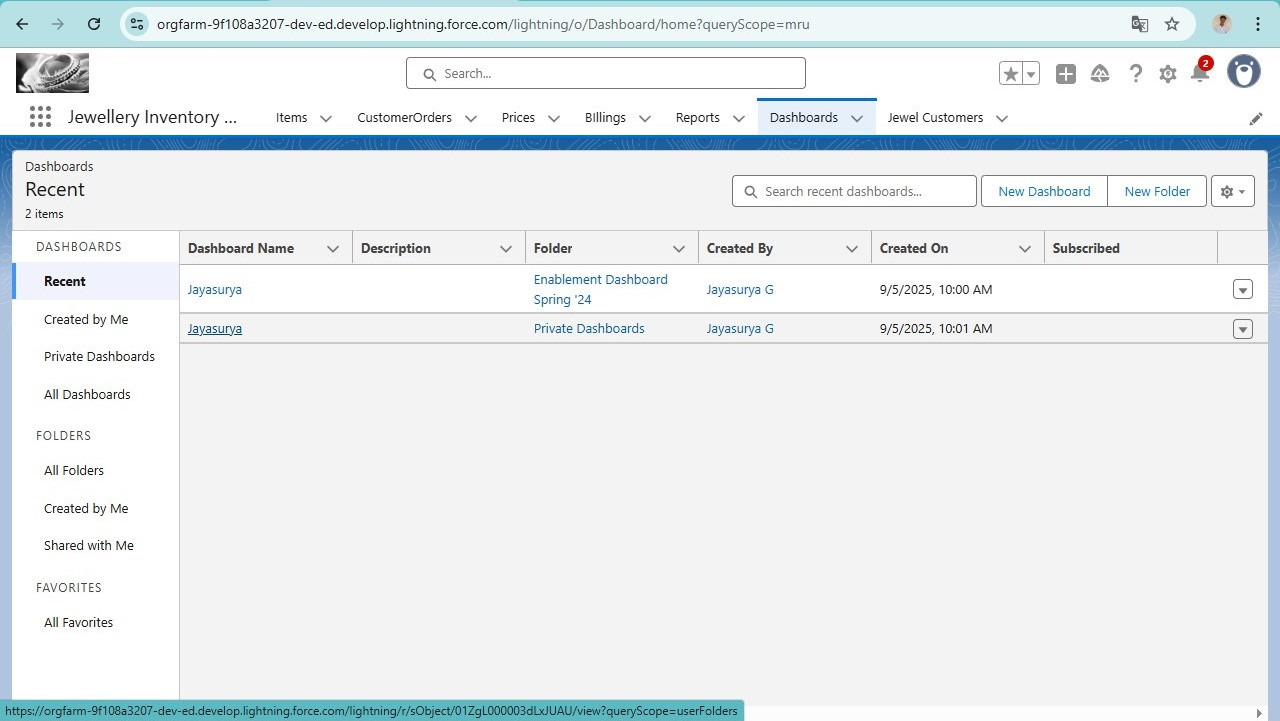 orgfarm-9f108a3207-dev-ed.develop.lightning.force.com/lightning/o/Dashboard/home?queryScope=mru
Search...
2
Jewellery Inventory ...
Items
CustomerOrders
Prices
BIllings
Reports
Dashboards
Jewel Customers
Dashboards
Recent
2 items
Search recent dashboards...
New Dashboard
New Folder
DASHBOARDS
Recent
Created by Me
Private Dashboards
All Dashboards
FOLDERS
All Folders
Created by Me
Shared with Me
FAVORITES
All Favorites
Dashboard Name
Description
Folder
Created By
Created On
Subscribed
Jayasurya
Enablement Dashboard
Spring '24
Jayasurya G
9/5/2025, 10:00 AM
Jayasurya
Private Dashboards
Jayasurya G
9/5/2025, 10:01 AM
https://orgfarm-9f108a3207-dev-ed.develop.lightning.force.com/lightning/r/sObject/01ZgL000003dLxJUAU/view?queryScope=userFolders